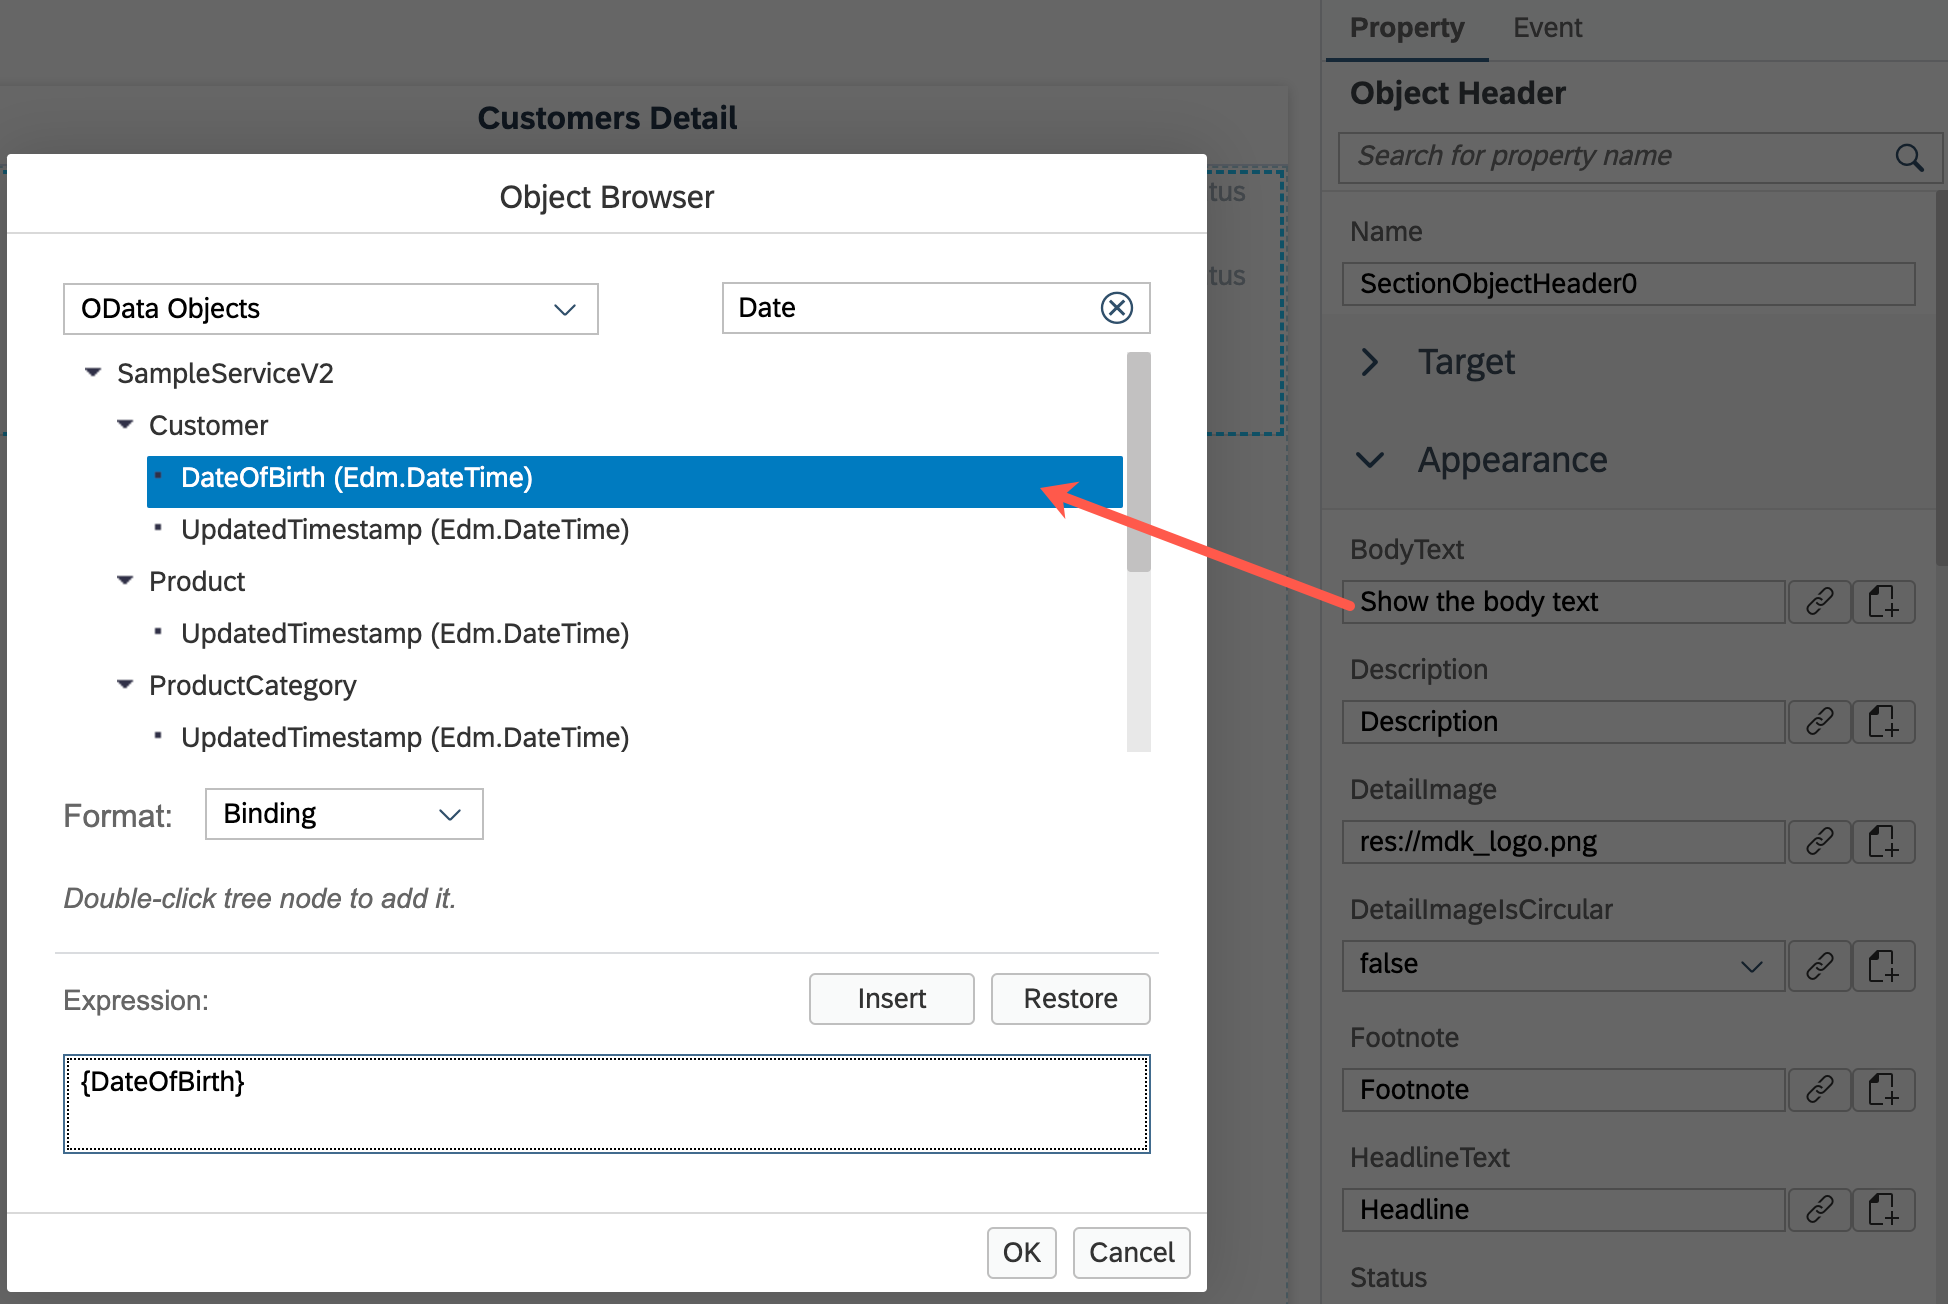 Property Event
Object Header
Search for property name
Name
SectionObjectHeader0
Target
Appearance
BodyText
Show the body text
Description
Description
DetailImage
res://mdk_logo.png
DetailImageIsCircular
false
Footnote
Footnote
HeadlineText
Headline
Status
Customers Detail
tus
tus
Object Browser
OData Objects
Date
SampleServiceV2
Customer
DateOfBirth (Edm.DateTime)
UpdatedTimestamp (Edm.DateTime)
Product
UpdatedTimestamp (Edm.DateTime)
ProductCategory
UpdatedTimestamp (Edm.DateTime)
Format: Binding
Double-click tree node to add it.
Expression: Insert Restore
{DateOfBirth}
OK Cancel